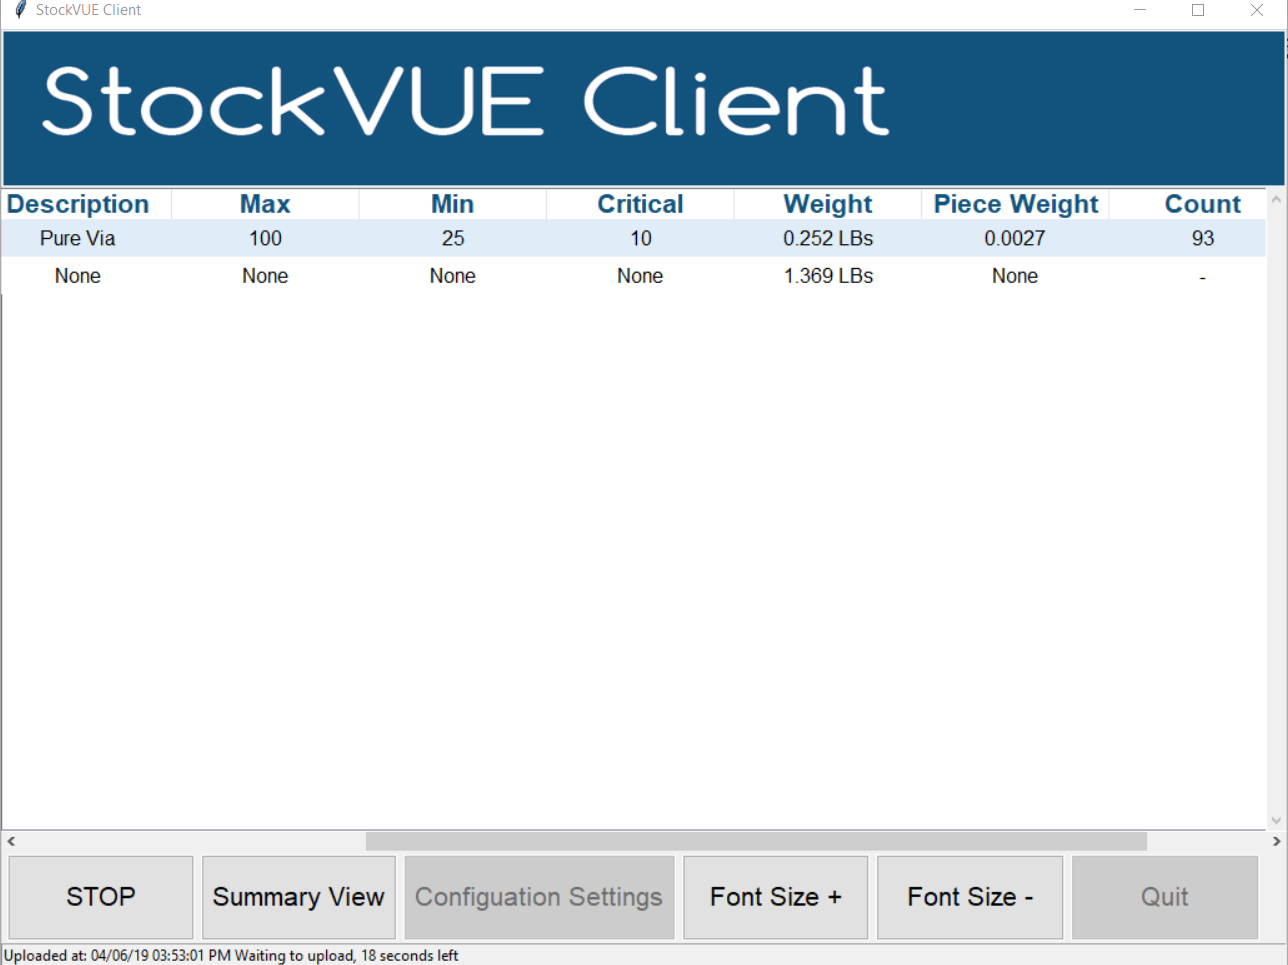 StockVUE Client
StockVUE Client
Description Max Min Critical Weight Piece Weight Count
Pure Via 100 25 10 0.252 LBs 0.0027 93
None None None None 1.369 LBs None -
STOP Summary View Configuation Settings Font Size + Font Size - Quit
Uploaded at: 04/06/19 03:53:01 PM Waiting to upload, 18 seconds left